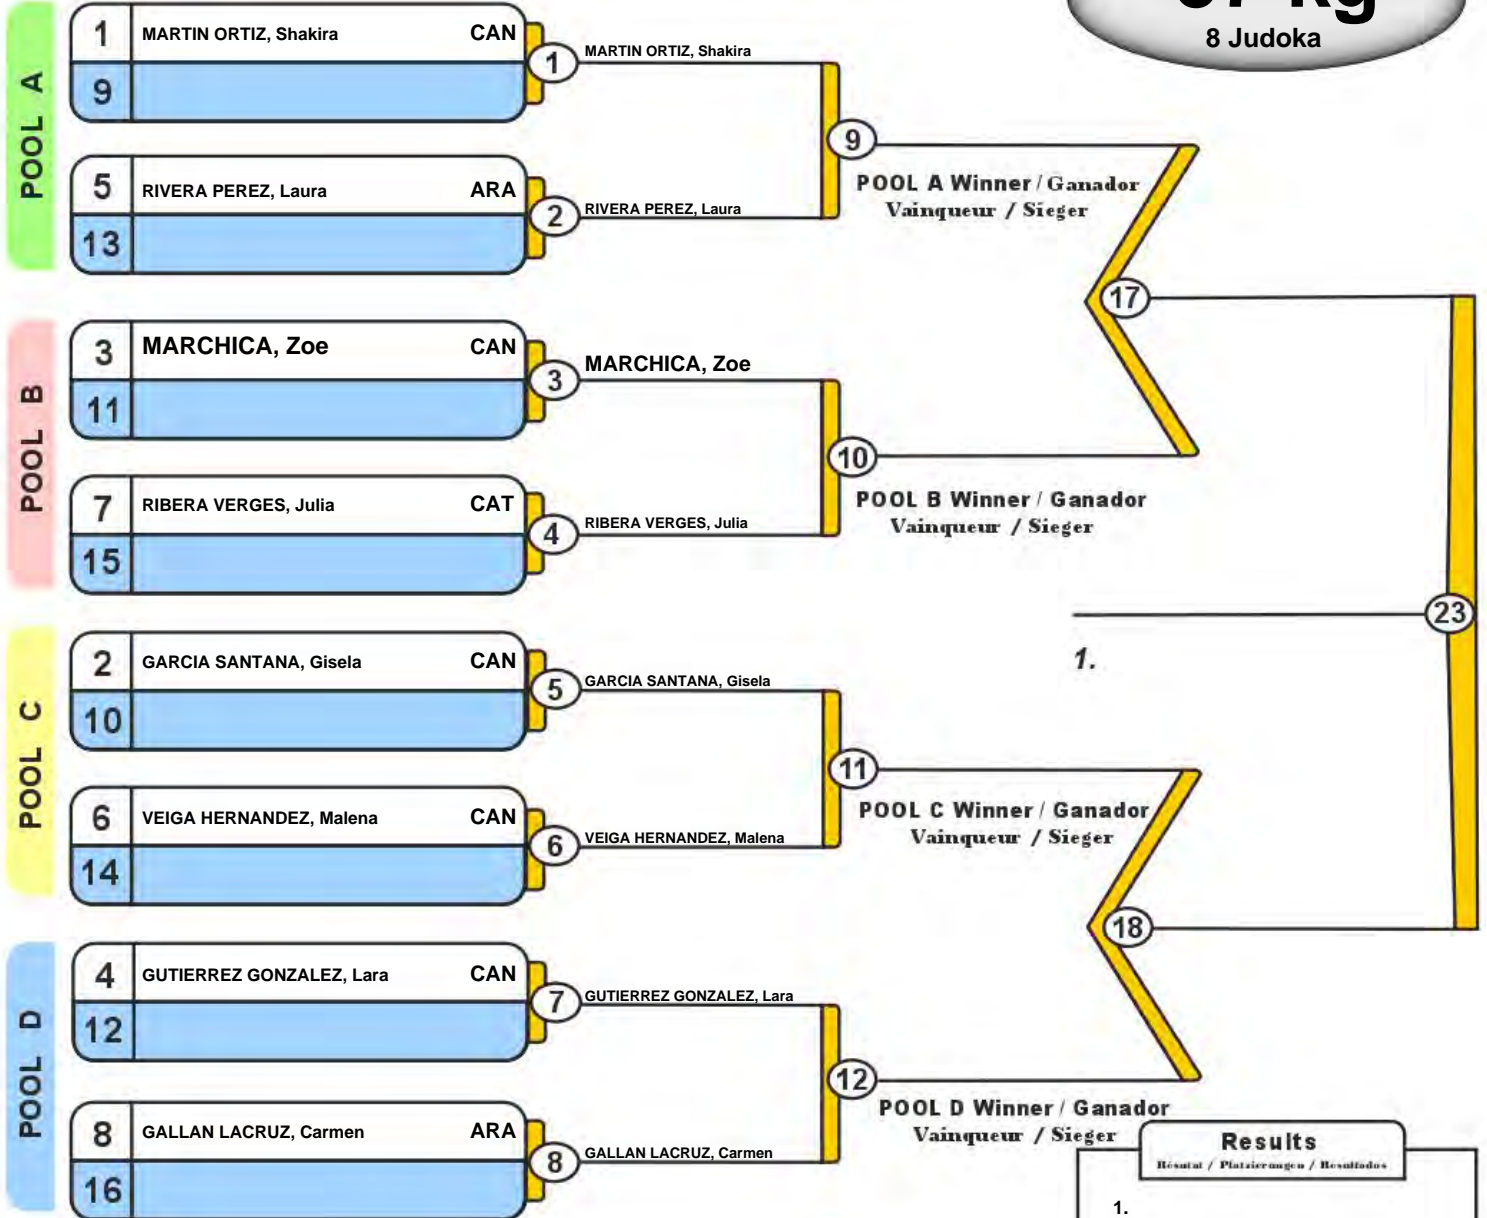 kg
8 Judoka
POOL A
1 MARTIN ORTIZ, Shakira CAN
9
1
MARTIN ORTIZ, Shakira
5 RIVERA PEREZ, Laura ARA
13
2
RIVERA PEREZ, Laura
9
POOL A Winner / Ganador
Vainqueur / Sieger
POOL B
3 MARCHICA, Zoe CAN
11
3
MARCHICA, Zoe
7 RIBERA VERGES, Julia CAT
15
4
RIBERA VERGES, Julia
10
POOL B Winner / Ganador
Vainqueur / Sieger
17
POOL C
2 GARCIA SANTANA, Gisela CAN
10
5
GARCIA SANTANA, Gisela
6 VEIGA HERNANDEZ, Malena CAN
14
6
VEIGA HERNANDEZ, Malena
11
POOL C Winner / Ganador
Vainqueur / Sieger
23
1.
POOL D
4 GUTIERREZ GONZALEZ, Lara CAN
12
7
GUTIERREZ GONZALEZ, Lara
8 GALLAN LACRUZ, Carmen ARA
16
8
GALLAN LACRUZ, Carmen
12
POOL D Winner / Ganador
Vainqueur / Sieger
18
Results
Résutat / Platzierungen / Resultados
1.